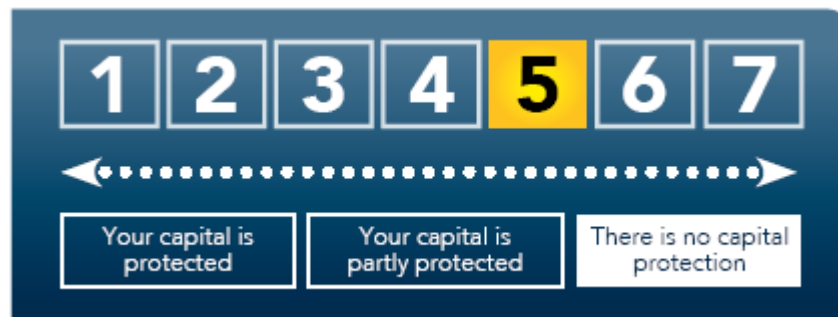 1 2 3 4 5 6 7
Your capital is
protected
Your capital is
partly protected
There is no capital
protection